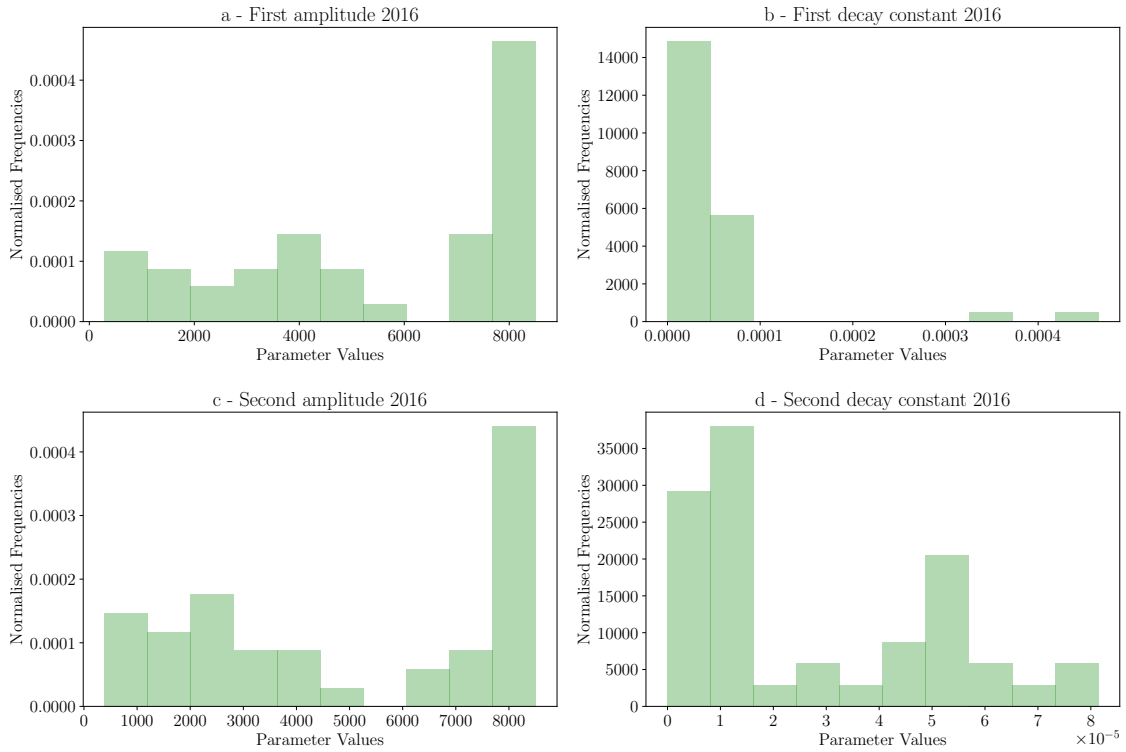 a - First amplitude 2016
Normalised Frequencies
0.0004
0.0003
0.0002
0.0001
0.0000
0 2000 4000 6000 8000
Parameter Values
b - First decay constant 2016
Normalised Frequencies
14000
12000
10000
8000
6000
4000
2000
0
0.0000 0.0001 0.0002 0.0003 0.0004
Parameter Values
c - Second amplitude 2016
Normalised Frequencies
0.0004
0.0003
0.0002
0.0001
0.0000
0 1000 2000 3000 4000 5000 6000 7000 8000
Parameter Values
d - Second decay constant 2016
Normalised Frequencies
35000
30000
25000
20000
15000
10000
5000
0
0 1 2 3 4 5 6 7 8
Parameter Values
×10⁻⁵